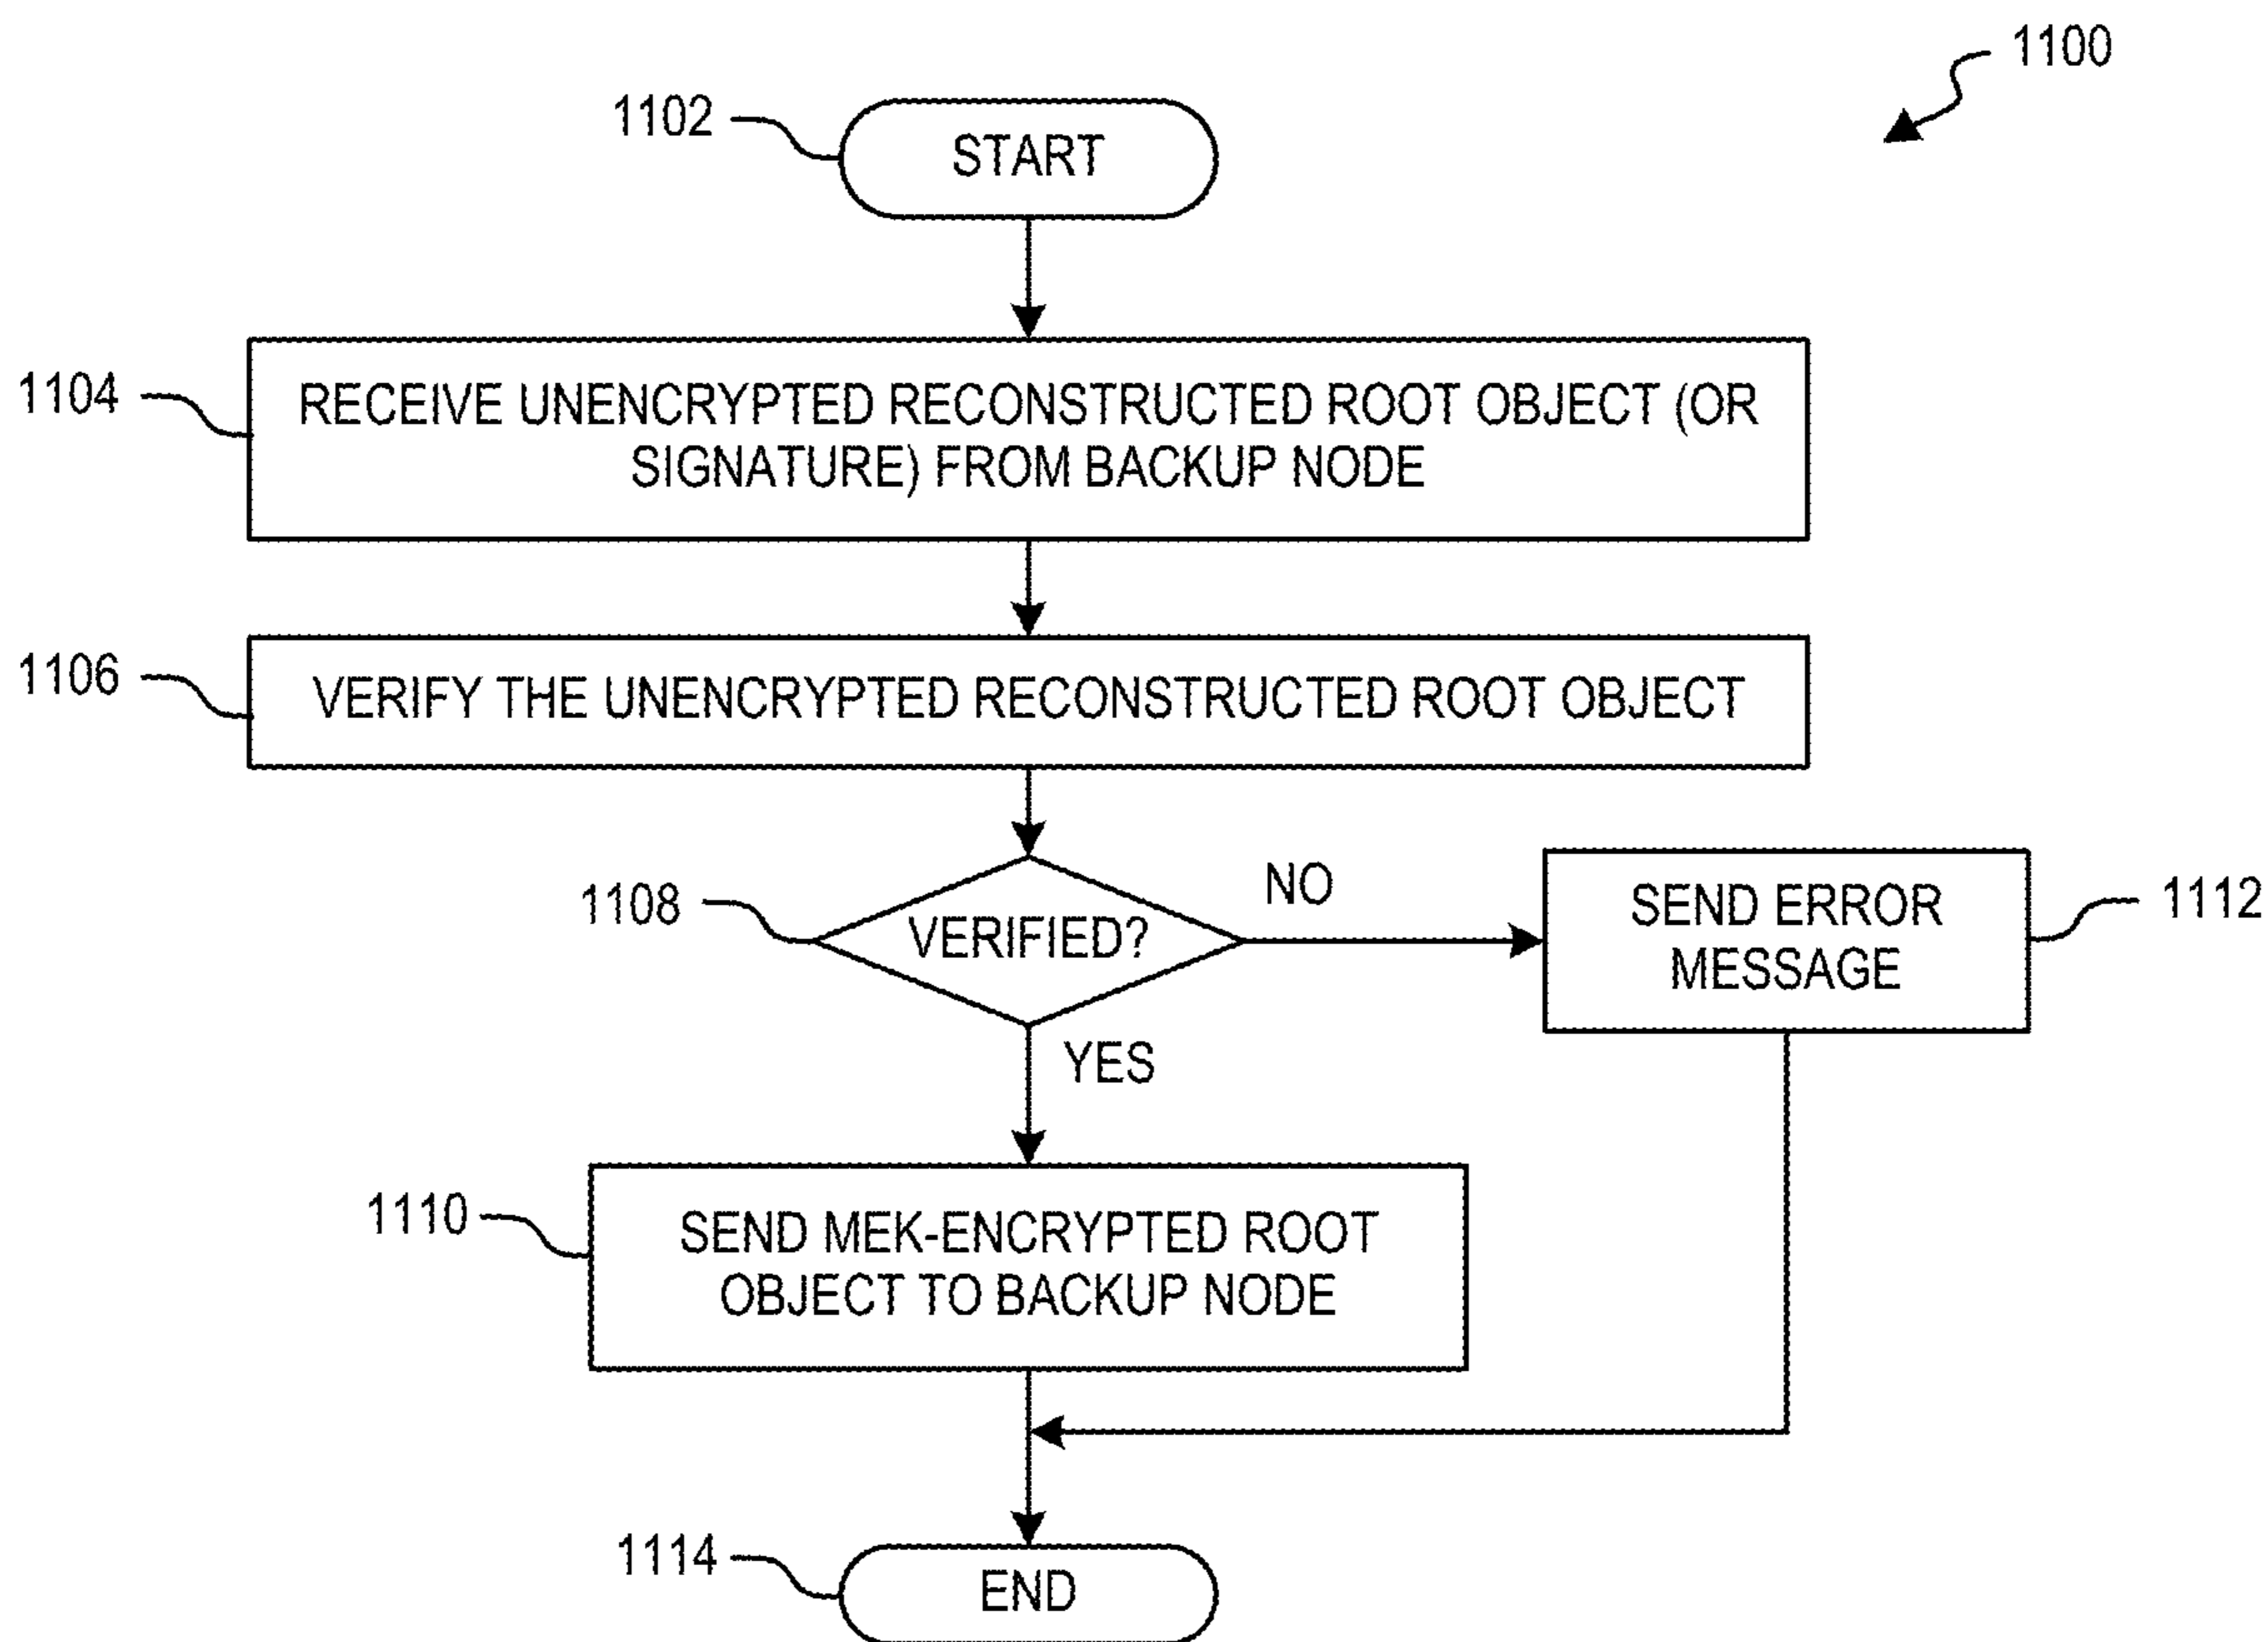 1100
1102
START
1104
RECEIVE UNENCRYPTED RECONSTRUCTED ROOT OBJECT (OR
SIGNATURE) FROM BACKUP NODE
1106
VERIFY THE UNENCRYPTED RECONSTRUCTED ROOT OBJECT
1108
VERIFIED?
NO
SEND ERROR
MESSAGE
1112
YES
1110
SEND MEK-ENCRYPTED ROOT
OBJECT TO BACKUP NODE
1114
END